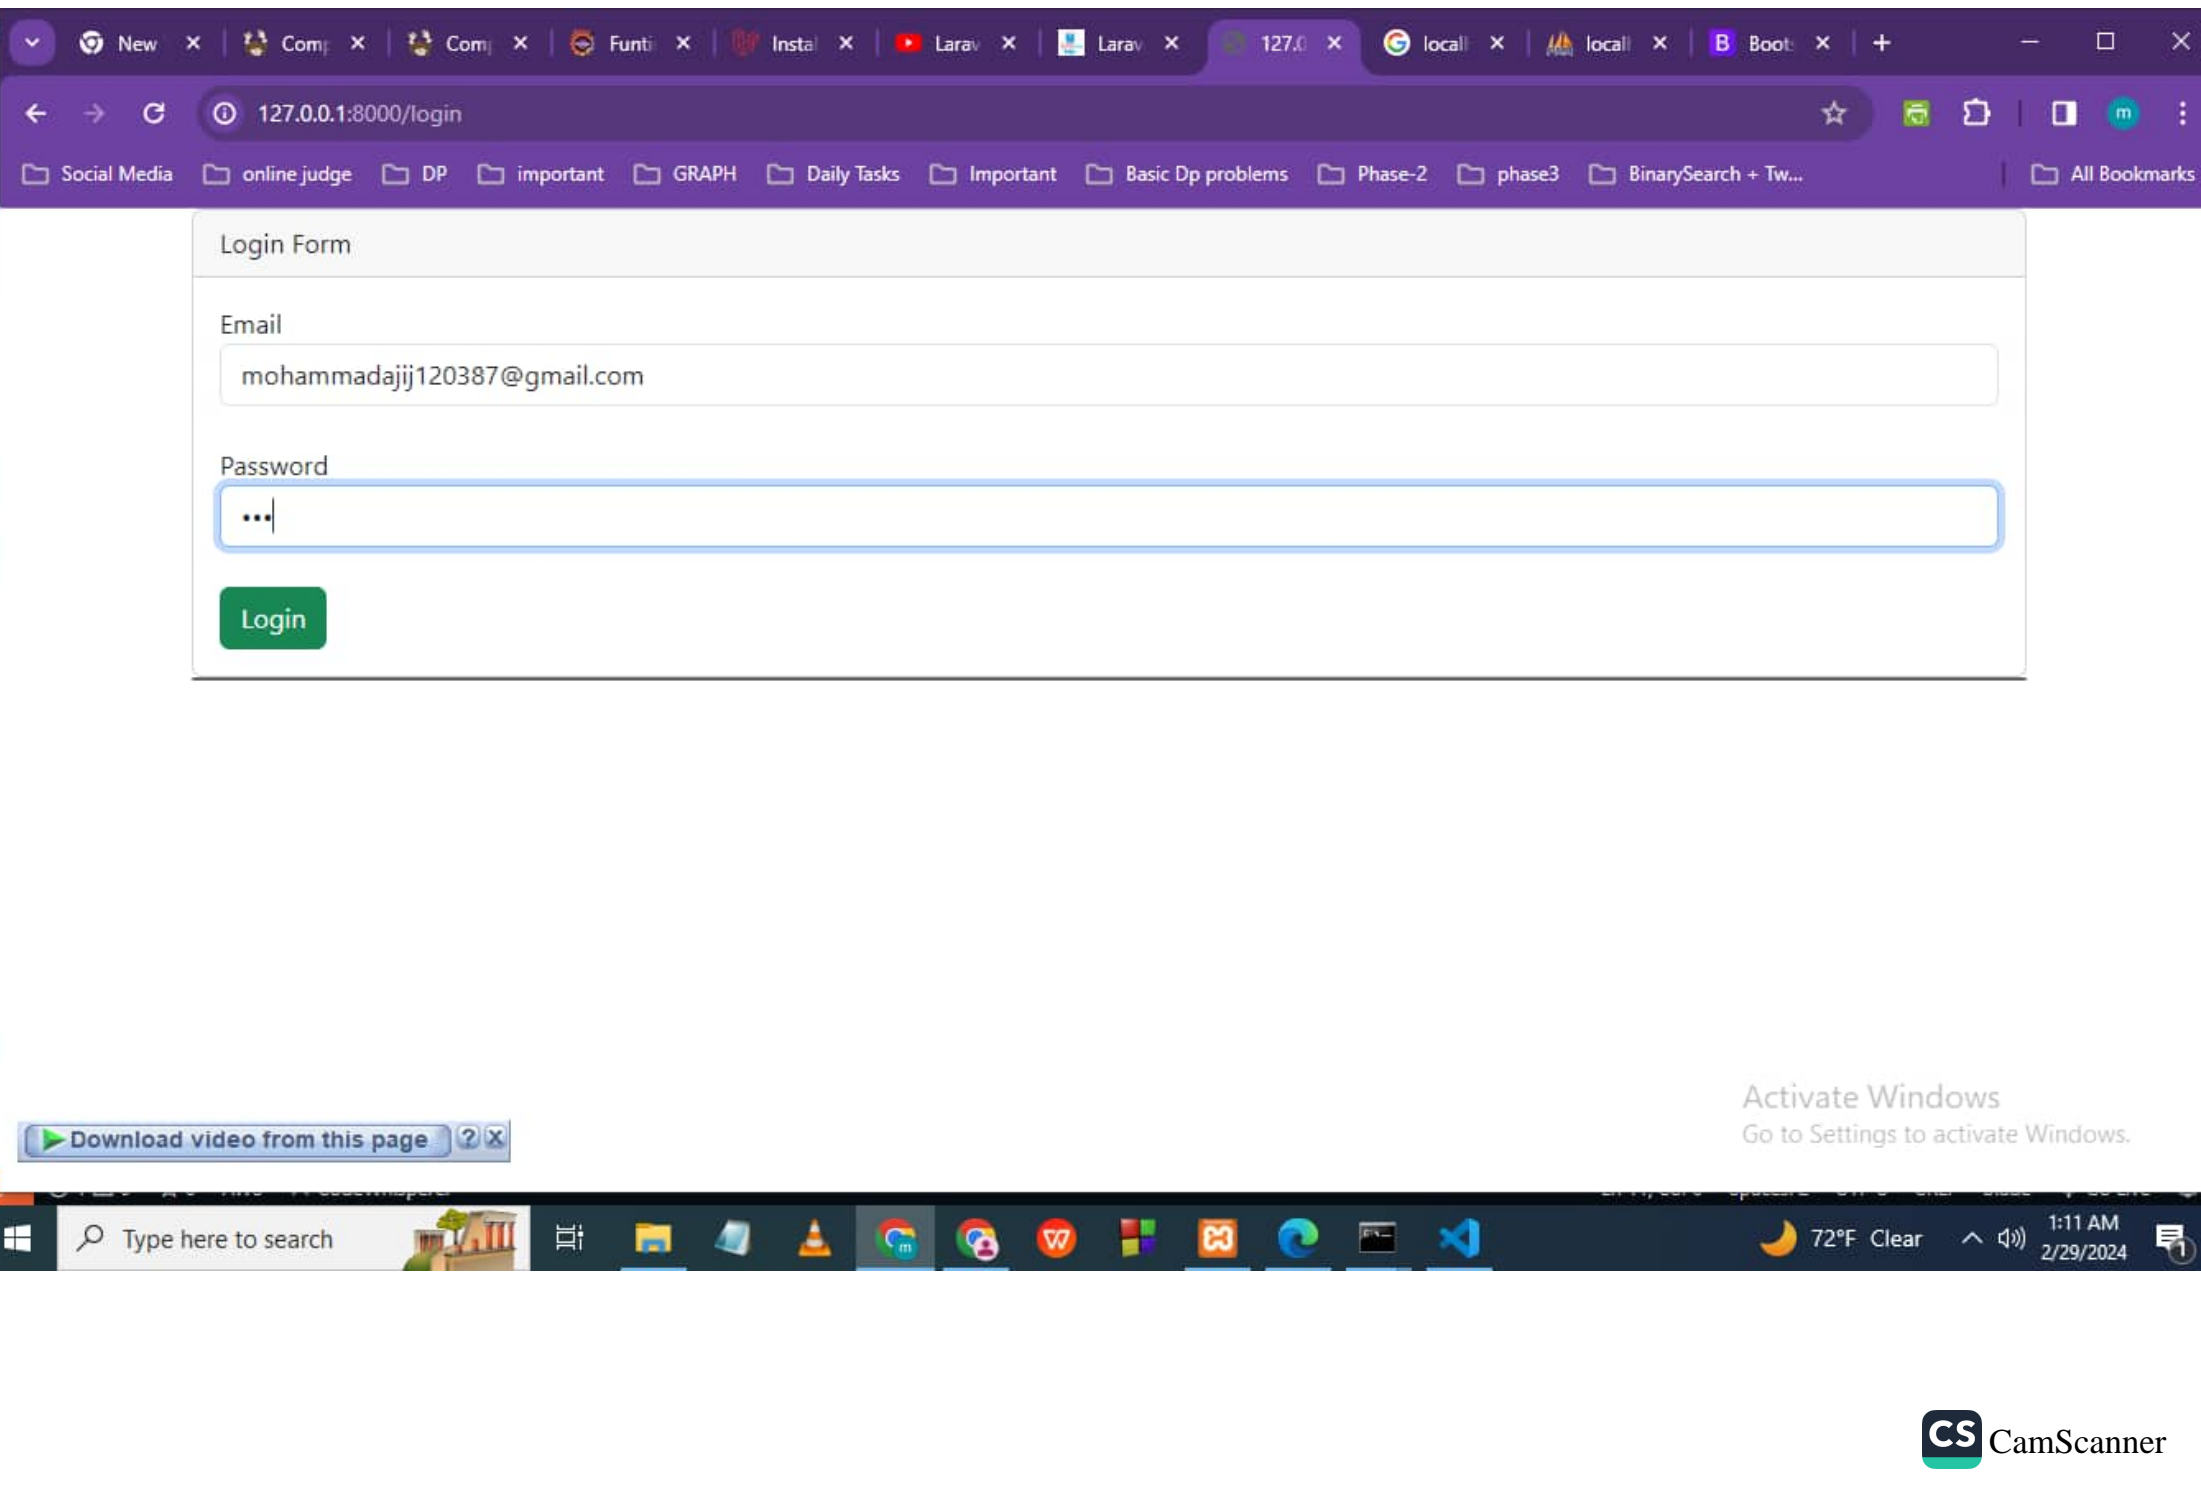 New Com Com Funti Instal Larav Larav 127.0 locall locall Boots
127.0.0.1:8000/login m
Social Media online judge DP important GRAPH Daily Tasks Important Basic Dp problems Phase-2 phase3 BinarySearch + Tw... All Bookmarks
Login Form
Email
mohammadajij120387@gmail.com
Password
Login
Activate Windows
Go to Settings to activate Windows.
Download video from this page
Type here to search
72°F Clear
1:11 AM
2/29/2024
1
CS CamScanner